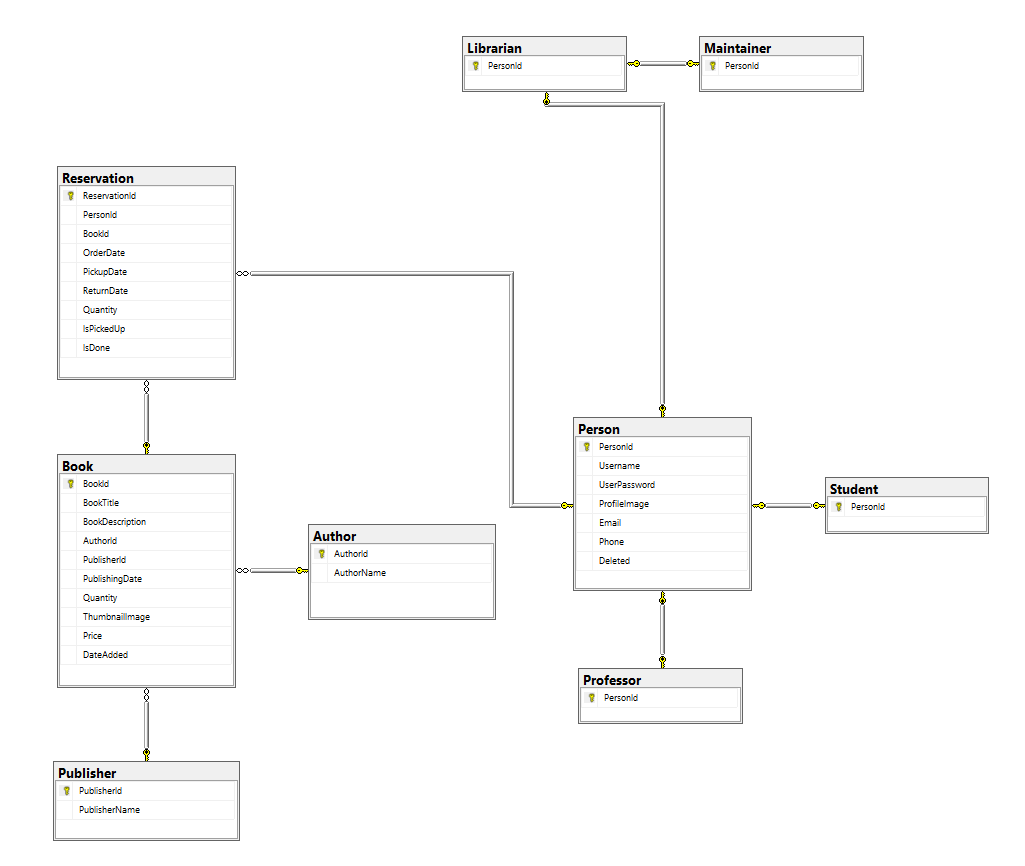 Librarian
PersonId
Maintainer
PersonId
Reservation
ReservationId
PersonId
BookId
OrderDate
PickupDate
ReturnDate
Quantity
IsPickedUp
IsDone
Person
PersonId
Username
UserPassword
ProfileImage
Email
Phone
Deleted
Student
PersonId
Book
BookId
BookTitle
BookDescription
AuthorId
PublisherId
PublishingDate
Quantity
ThumbnailImage
Price
DateAdded
Author
AuthorId
AuthorName
Professor
PersonId
Publisher
PublisherId
PublisherName